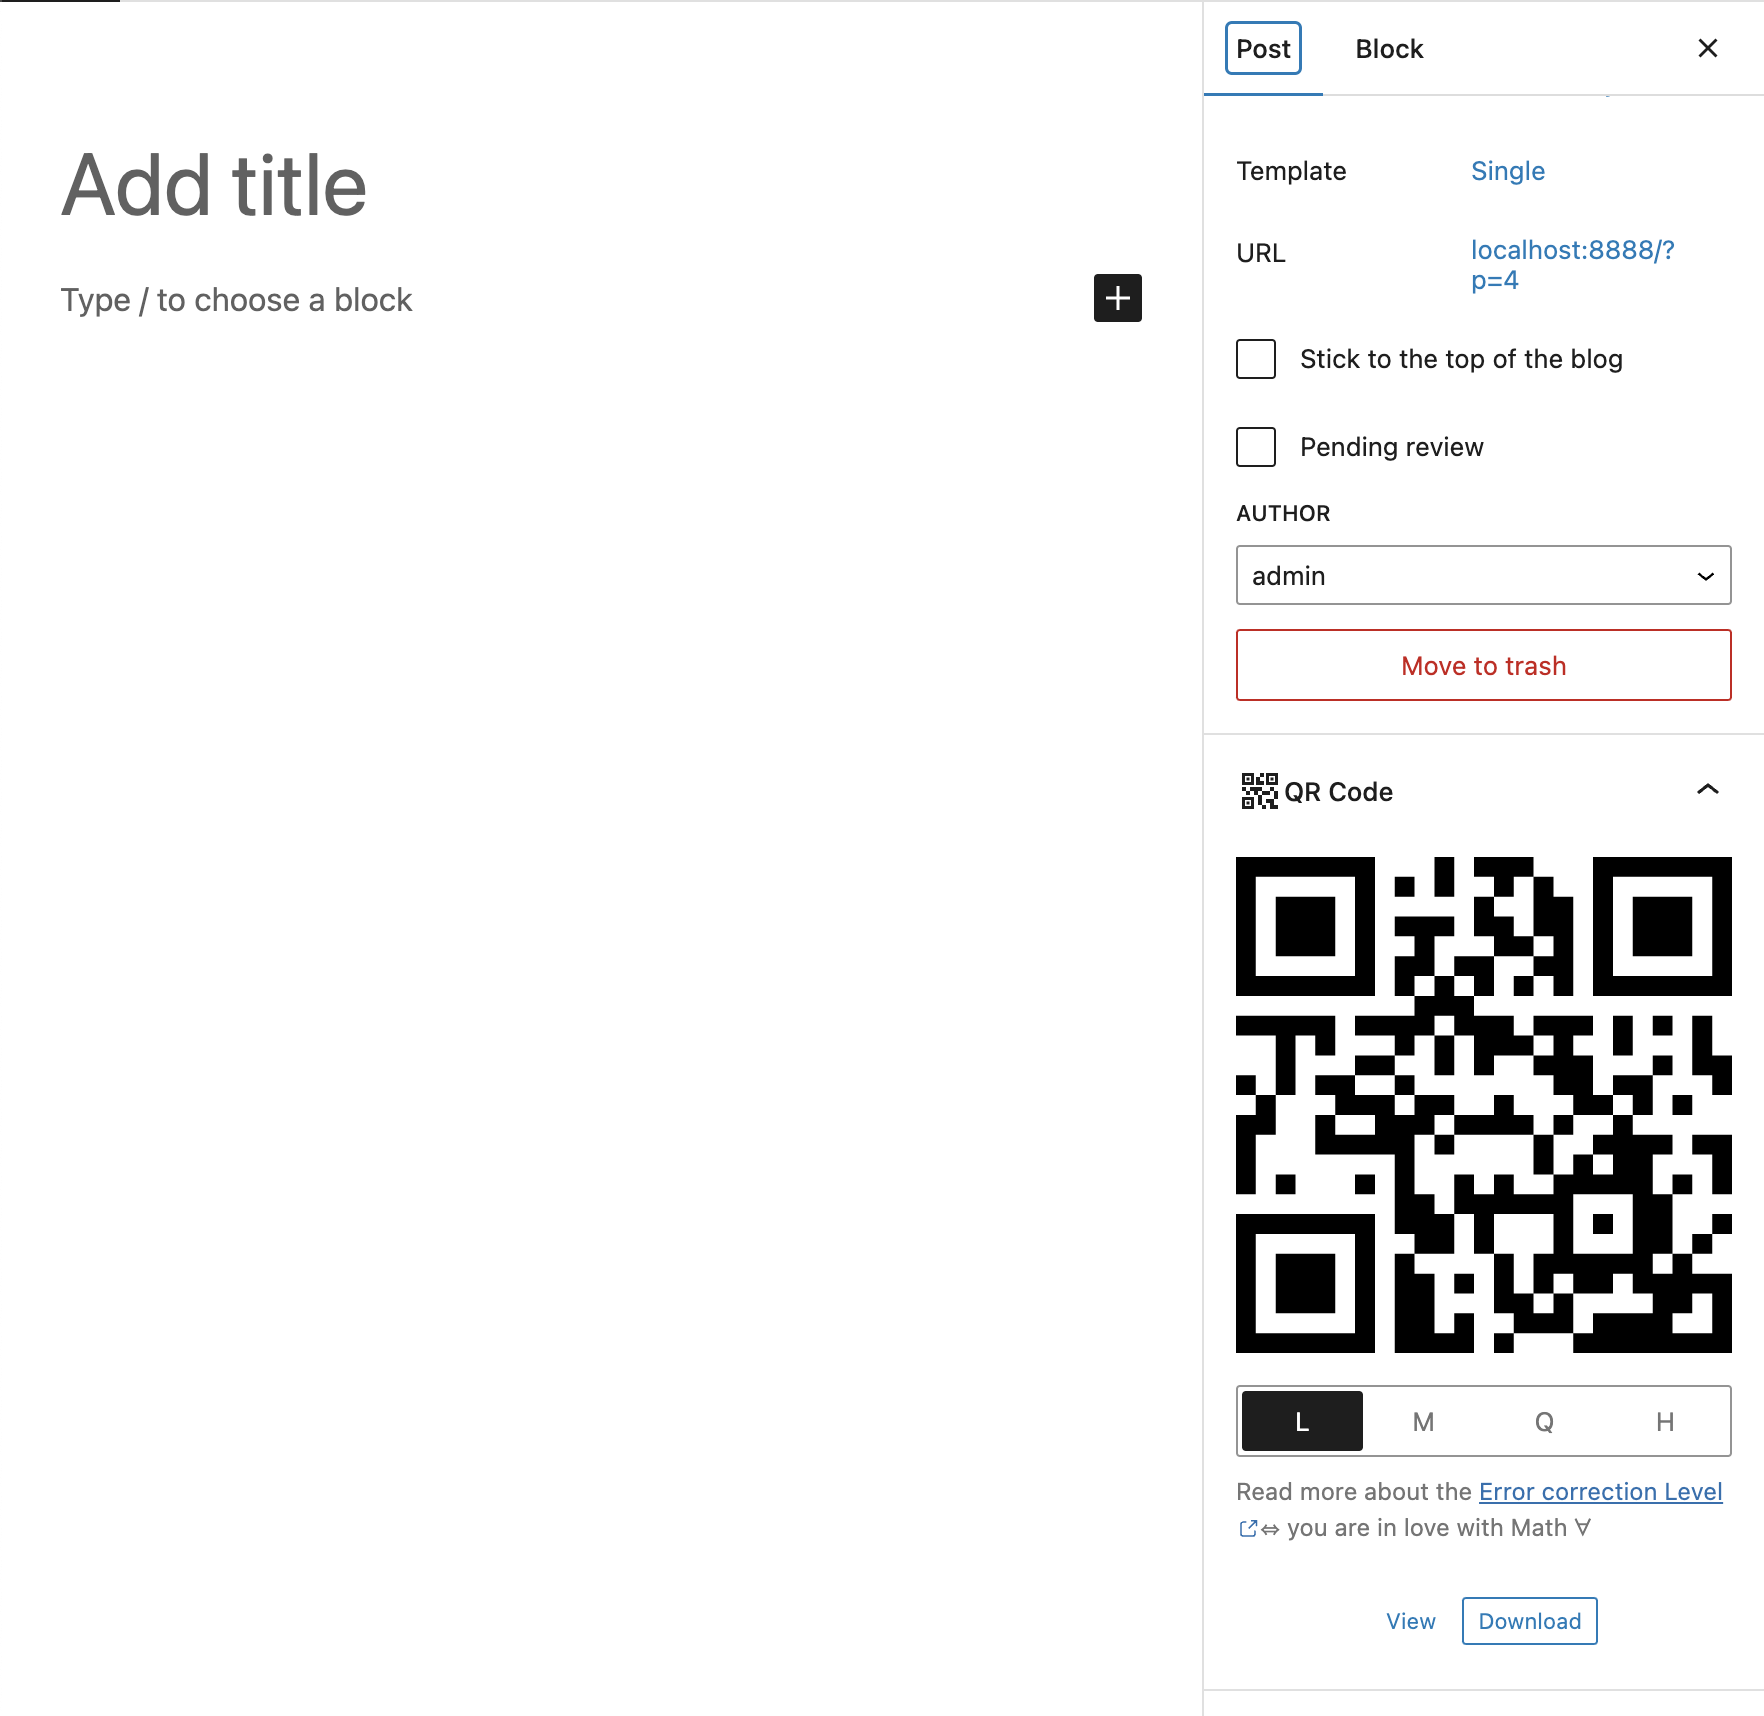 Post
Block
Add title
Type / to choose a block
Template
Single
URL
localhost:8888/?
p=4
Stick to the top of the blog
Pending review
AUTHOR
admin
Move to trash
QR Code
L
M
Q
H
Read more about the Error correction Level
⇔ you are in love with Math ∀
View
Download